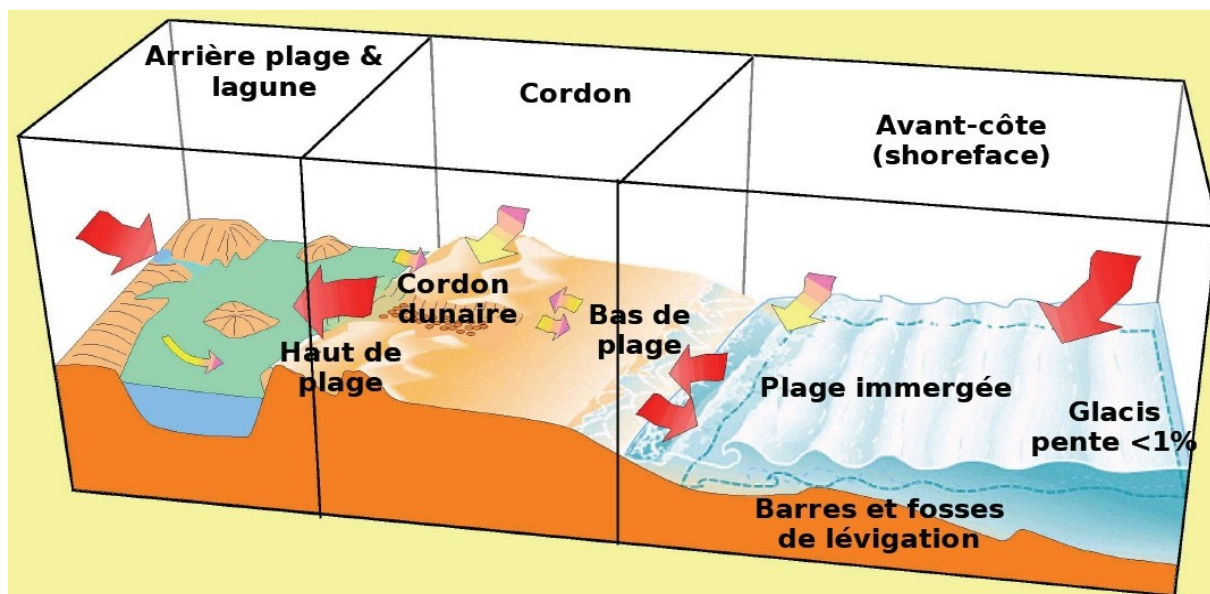 Arrière plage &
lagune
Cordon
Avant-côte
(shoreface)
Cordon
dunaire
Haut de
plage
Bas de
plage
Plage immergée
Glacis
pente <1%
Barres et fosses
de lévigation